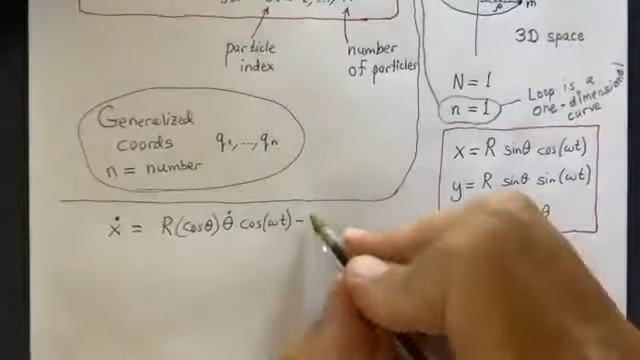 particle
index
number
of particles
Generalized
coords q₁, ..., qₙ
n = number
ẋ = R(cosθ)θ̇ cos(ωt) −
m
3D space
N = 1
n = 1
Loop is a
one-dimensional
curve
x = R sinθ cos(ωt)
y = R sinθ sin(ωt)
θ